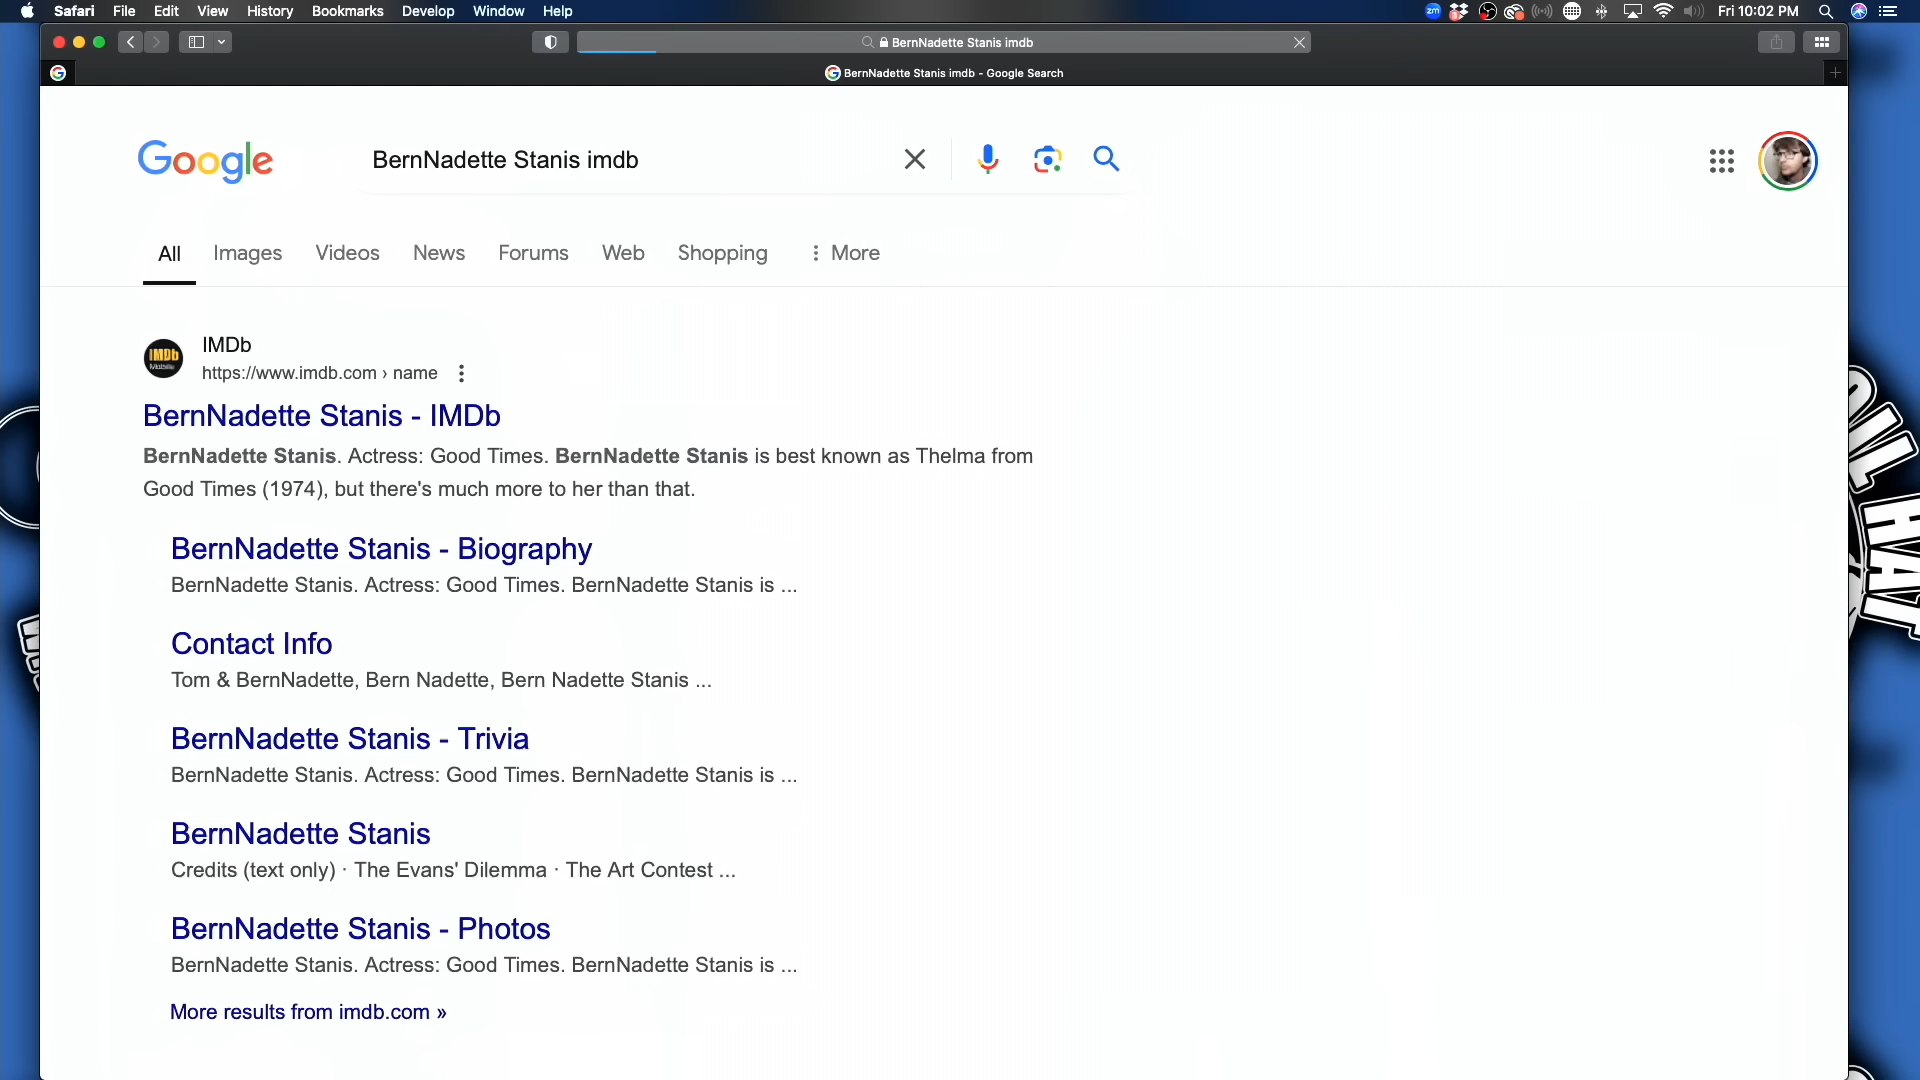 Safari File Edit View History Bookmarks Develop Window Help
zm
3
Fri 10:02 PM
BernNadette Stanis imdb
BernNadette Stanis imdb - Google Search
Google
BernNadette Stanis imdb
All Images Videos News Forums Web Shopping More
IMDb
IMDb
https://www.imdb.com › name
BernNadette Stanis - IMDb
BernNadette Stanis. Actress: Good Times. BernNadette Stanis is best known as Thelma from
Good Times (1974), but there's much more to her than that.
BernNadette Stanis - Biography
BernNadette Stanis. Actress: Good Times. BernNadette Stanis is ...
Contact Info
Tom & BernNadette, Bern Nadette, Bern Nadette Stanis ...
BernNadette Stanis - Trivia
BernNadette Stanis. Actress: Good Times. BernNadette Stanis is ...
BernNadette Stanis
Credits (text only) · The Evans' Dilemma · The Art Contest ...
BernNadette Stanis - Photos
BernNadette Stanis. Actress: Good Times. BernNadette Stanis is ...
More results from imdb.com »
HAT